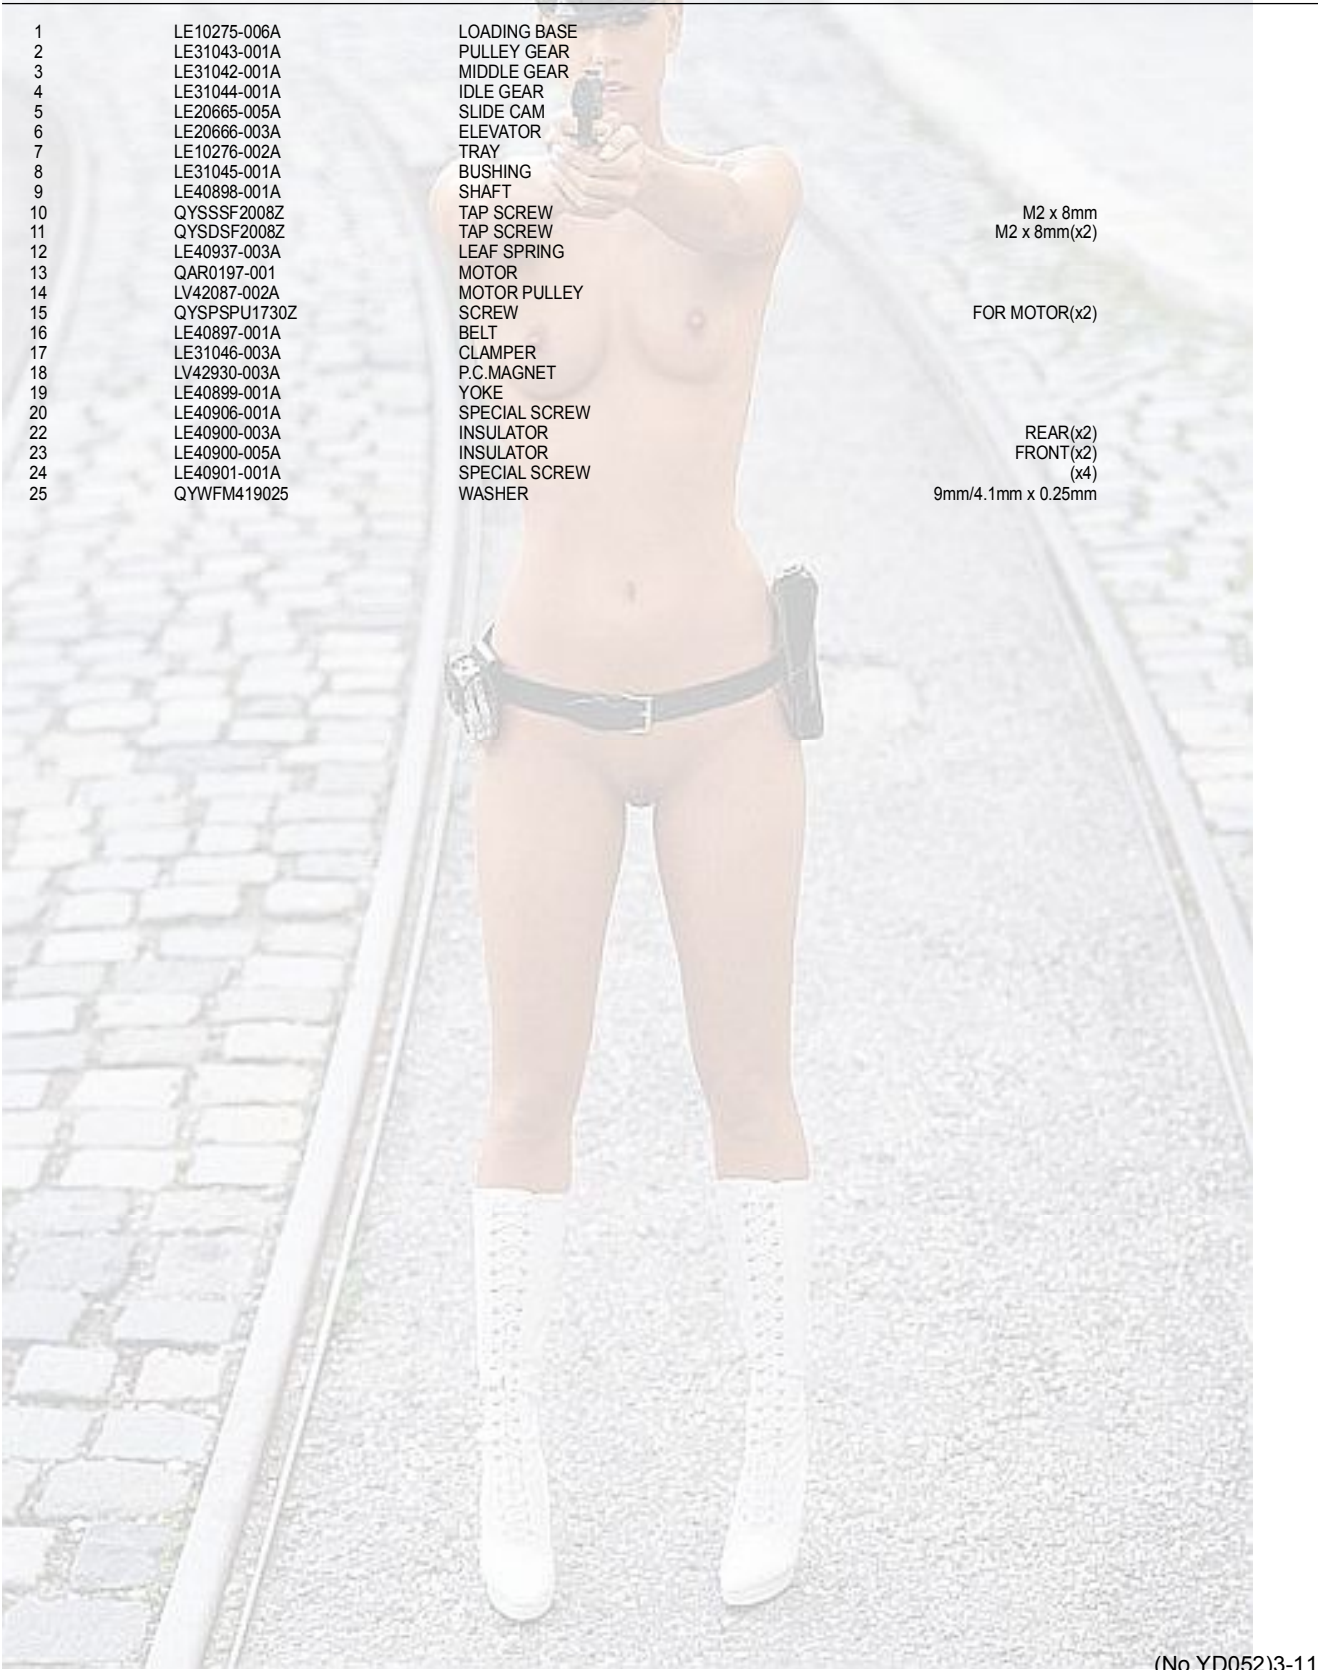 1 LE10275-006A LOADING BASE
2 LE31043-001A PULLEY GEAR
3 LE31042-001A MIDDLE GEAR
4 LE31044-001A IDLE GEAR
5 LE20665-005A SLIDE CAM
6 LE20666-003A ELEVATOR
7 LE10276-002A TRAY
8 LE31045-001A BUSHING
9 LE40898-001A SHAFT
10 QYSSSF2008Z TAP SCREW M2 x 8mm
11 QYSDSF2008Z TAP SCREW M2 x 8mm(x2)
12 LE40937-003A LEAF SPRING
13 QAR0197-001 MOTOR
14 LV42087-002A MOTOR PULLEY
15 QYSPSPU1730Z SCREW FOR MOTOR(x2)
16 LE40897-001A BELT
17 LE31046-003A CLAMPER
18 LV42930-003A P.C.MAGNET
19 LE40899-001A YOKE
20 LE40906-001A SPECIAL SCREW
22 LE40900-003A INSULATOR REAR(x2)
23 LE40900-005A INSULATOR FRONT(x2)
24 LE40901-001A SPECIAL SCREW (x4)
25 QYWFM419025 WASHER 9mm/4.1mm x 0.25mm
(No.YD052)3-11